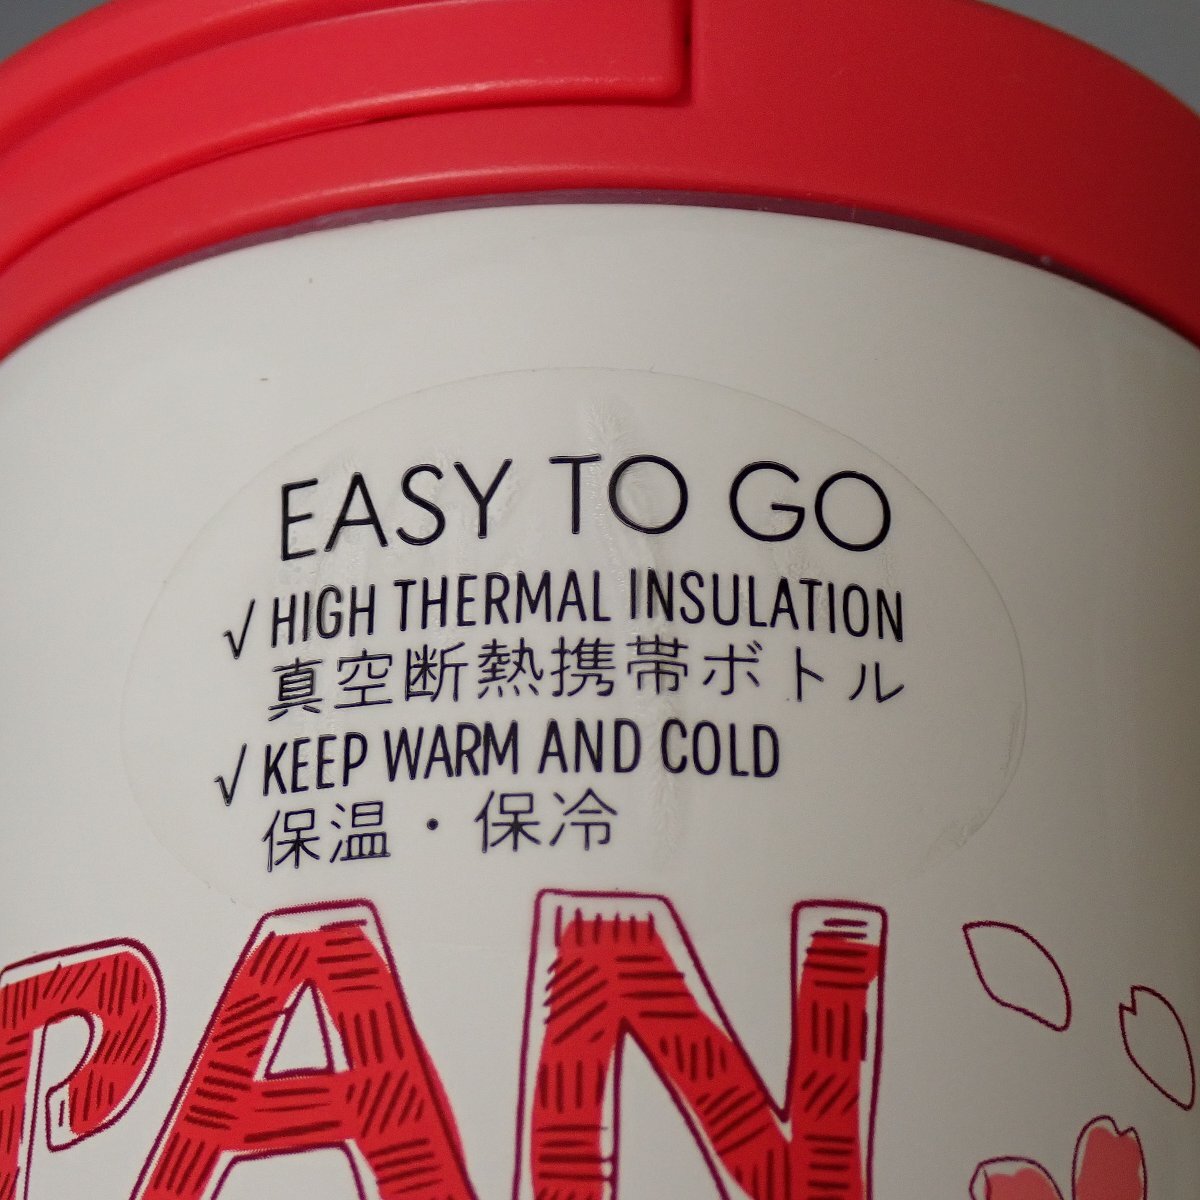 EASY TO GO
√ HIGH THERMAL INSULATION
真空断熱携帯ボトル
√ KEEP WARM AND COLD
保温・保冷
PAN